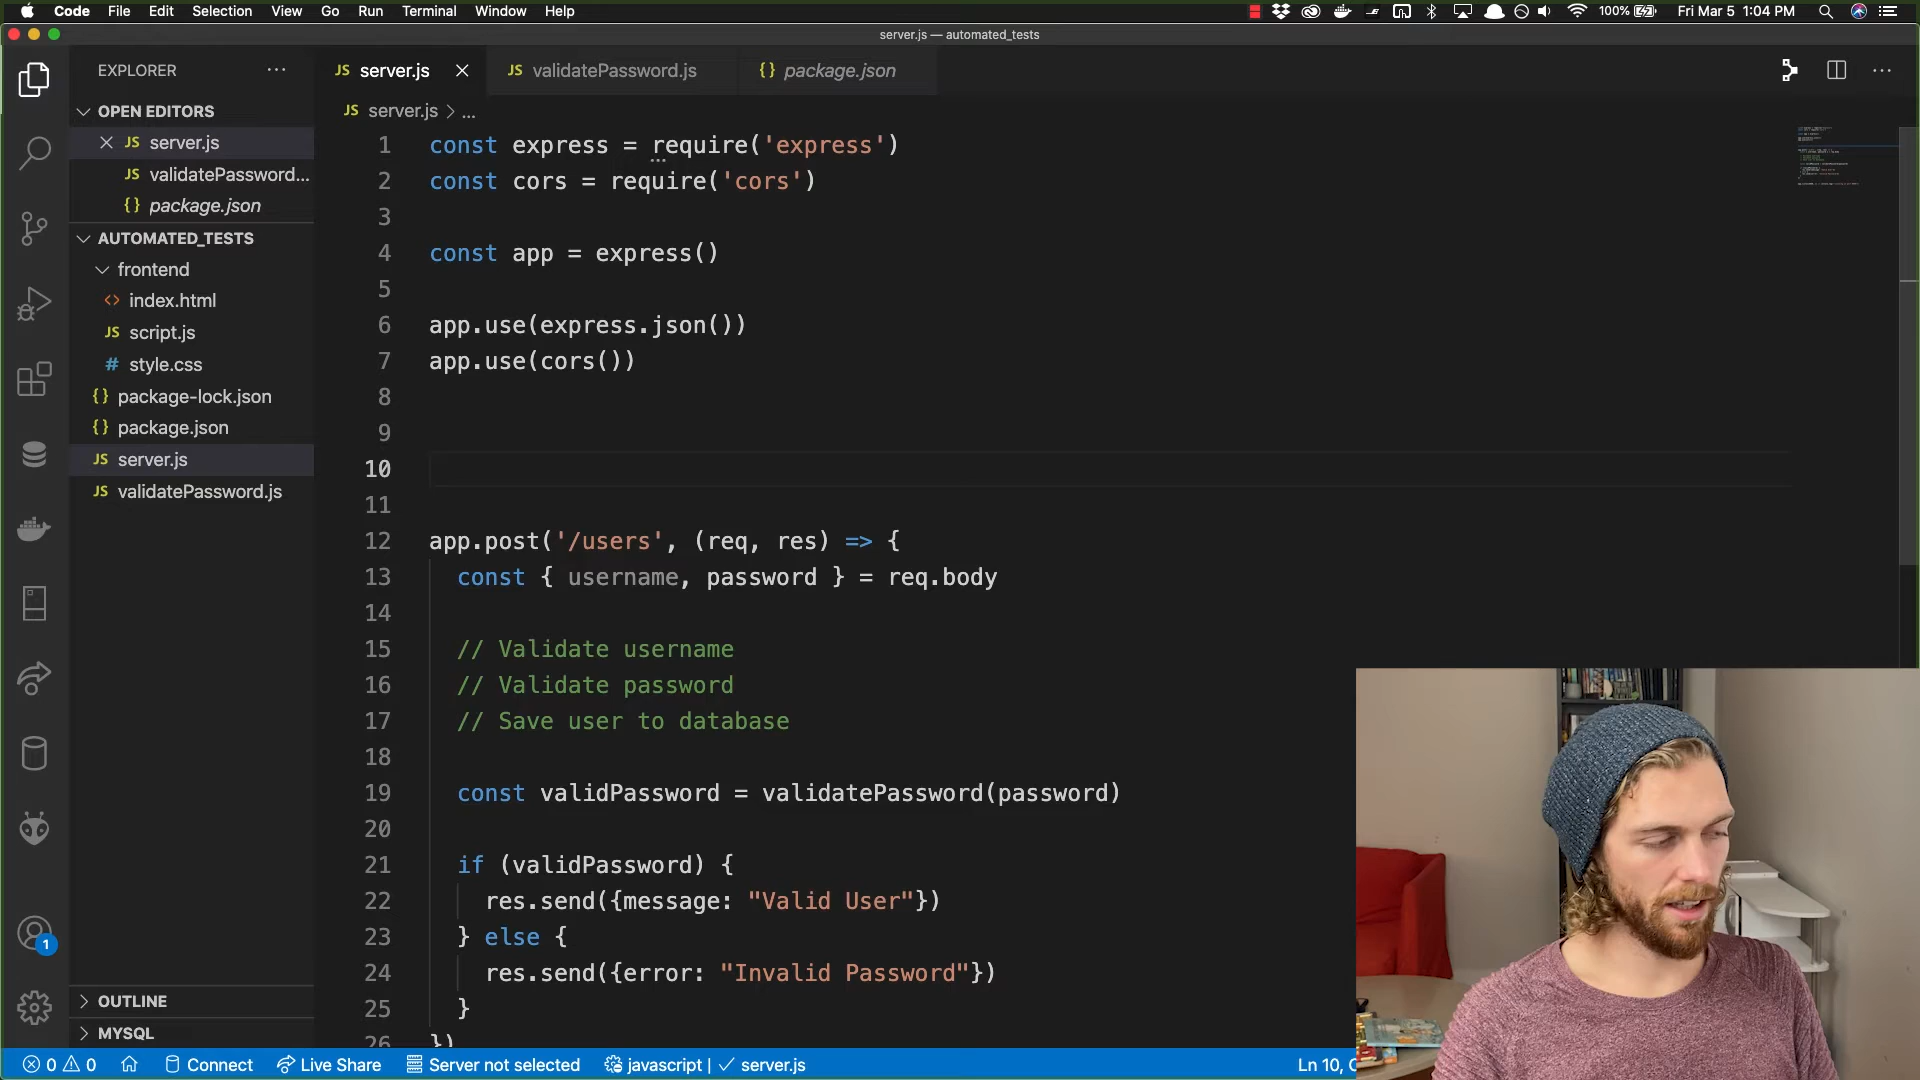 Code File Edit Selection View Go Run Terminal Window Help
100% Fri Mar 5 1:04 PM
server.js — automated_tests
EXPLORER
OPEN EDITORS
JS server.js
JS validatePassword...
{} package.json
AUTOMATED_TESTS
frontend
<> index.html
JS script.js
# style.css
{} package-lock.json
{} package.json
JS server.js
JS validatePassword.js
OUTLINE
MYSQL
1
JS server.js
JS validatePassword.js
{} package.json
JS server.js > ...
1 const express = require('express')
2 const cors = require('cors')
3
4 const app = express()
5
6 app.use(express.json())
7 app.use(cors())
8
9
10
11
12 app.post('/users', (req, res) => {
13 const { username, password } = req.body
14
15 // Validate username
16 // Validate password
17 // Save user to database
18
19 const validPassword = validatePassword(password)
20
21 if (validPassword) {
22 res.send({message: "Valid User"})
23 } else {
24 res.send({error: "Invalid Password"})
25 }
26 })
0 0 Connect Live Share Server not selected javascript | ✓ server.js
Ln 10,